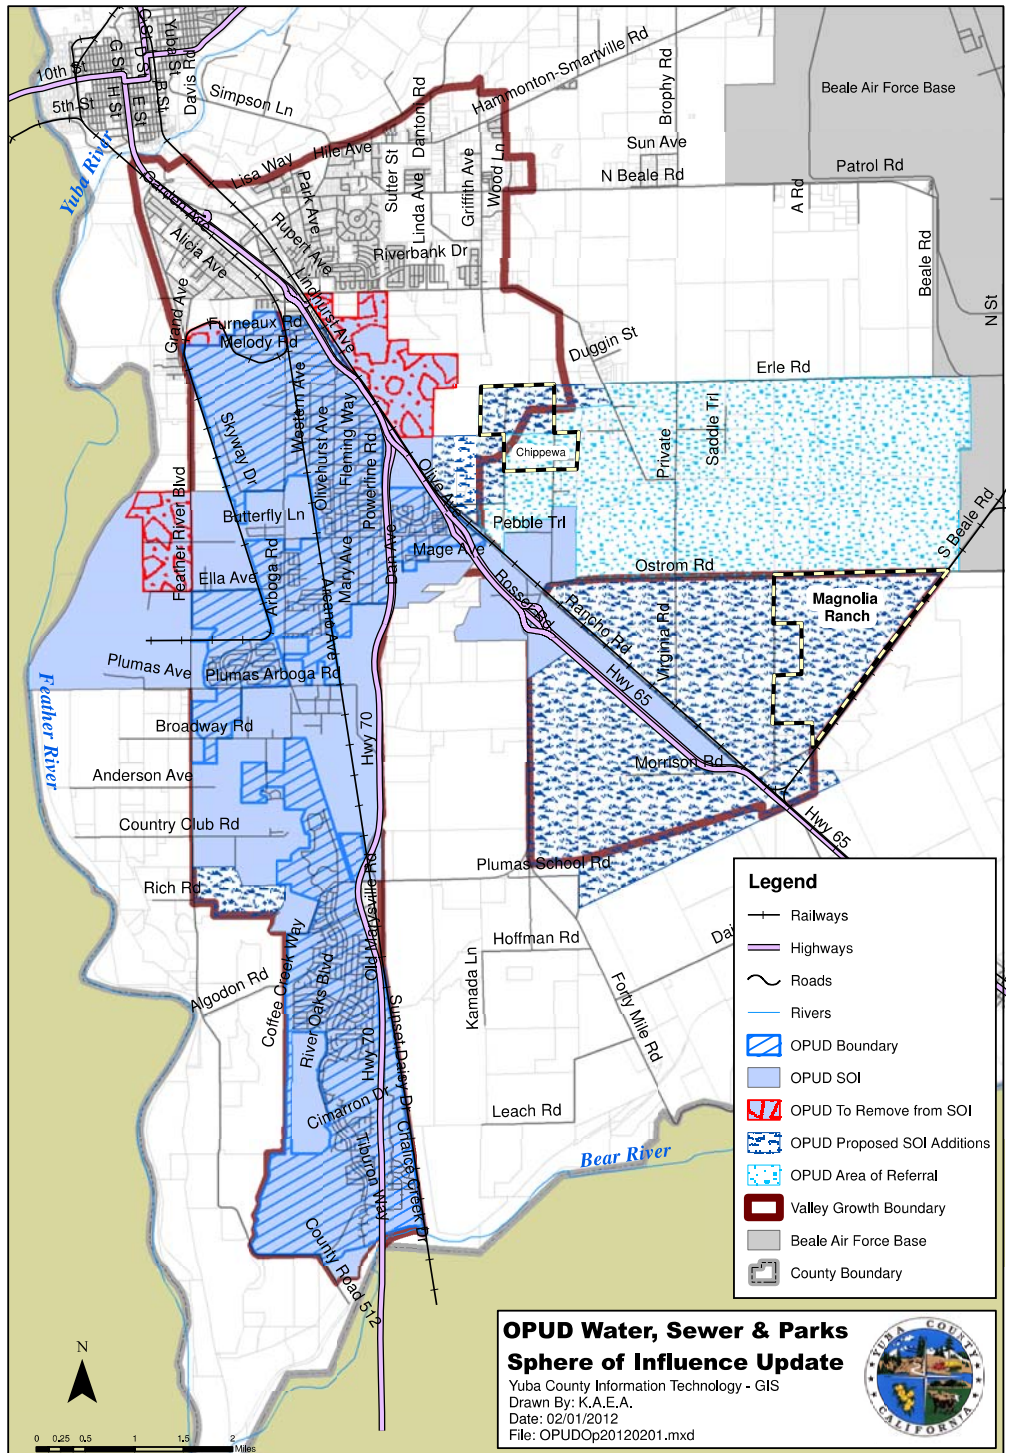 10th St
5th St
G St
H St
C St
D St
E St
B St
Yuba St
Davis Rd
Simpson Ln
Hammonton-Smartville Rd
Brophy Rd
Beale Air Force Base
Yuba River
Lisa Way
Hile Ave
Dantoni Rd
Sun Ave
Patrol Rd
N Beale Rd
A Rd
Garden Ave
Alicia Ave
Park Ave
Rupert Ave
Sutter St
Linda Ave
Griffith Ave
Wood Ln
Riverbank Dr
Beale Rd
N St
Grand Ave
Furneaux Rd
Melody Rd
Lindhurst Ave
Duggin St
Erle Rd
Skyway Dr
Western Ave
Olivehurst Ave
Fleming Way
Powerline Rd
Olive Ave
Chippewa
Private
Saddle Trl
Feather River Blvd
Butterfly Ln
Pebble Trl
S Beale Rd
Ella Ave
Arboga Rd
Mary Ave
Dan Ave
Mage Ave
Ostrom Rd
Rosser Rd
Rancho Rd
Virginia Rd
Magnolia
Ranch
Plumas Ave
Plumas Arboga Rd
Feather River
Broadway Rd
Hwy 70
Hwy 65
Anderson Ave
Morrison Rd
Country Club Rd
Hwy 65
Rich Rd
Plumas School Rd
Old Marysville Rd
Coffee Creek Way
River Oaks Blvd
Algodon Rd
Kamada Ln
Hoffman Rd
Forty Mile Rd
Hwy 70
Sunset,Daisy Dr
Chalice Creek Dr
Cimarron Dr
Tiburon Way
Leach Rd
Bear River
County Road 512
Legend
Railways
Highways
Roads
Rivers
OPUD Boundary
OPUD SOI
OPUD To Remove from SOI
OPUD Proposed SOI Additions
OPUD Area of Referral
Valley Growth Boundary
Beale Air Force Base
County Boundary
OPUD Water, Sewer & Parks
Sphere of Influence Update
Yuba County Information Technology - GIS
Drawn By: K.A.E.A.
Date: 02/01/2012
File: OPUDOp20120201.mxd
YUBA COUNTY
CALIFORNIA
N
0 0.25 0.5 1 1.5 2
Miles